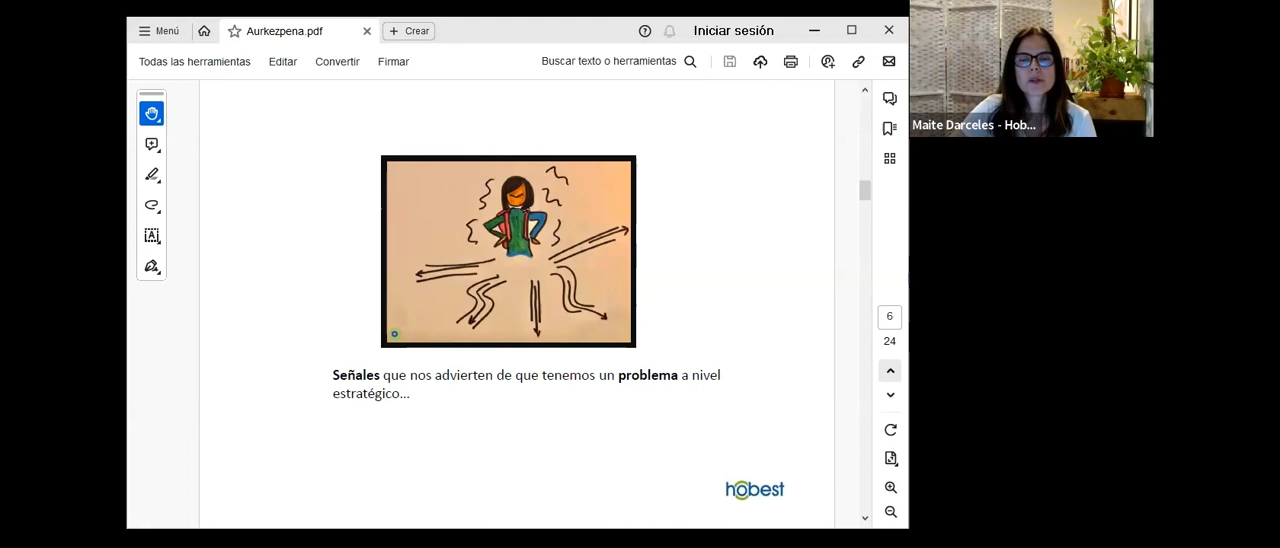 Menú
Aurkezpena.pdf
Crear
Iniciar sesión
Todas las herramientas
Editar
Convertir
Firmar
Buscar texto o herramientas
Maite Darceles - Hob...
6
24
Señales que nos advierten de que tenemos un problema a nivel
estratégico...
hobest